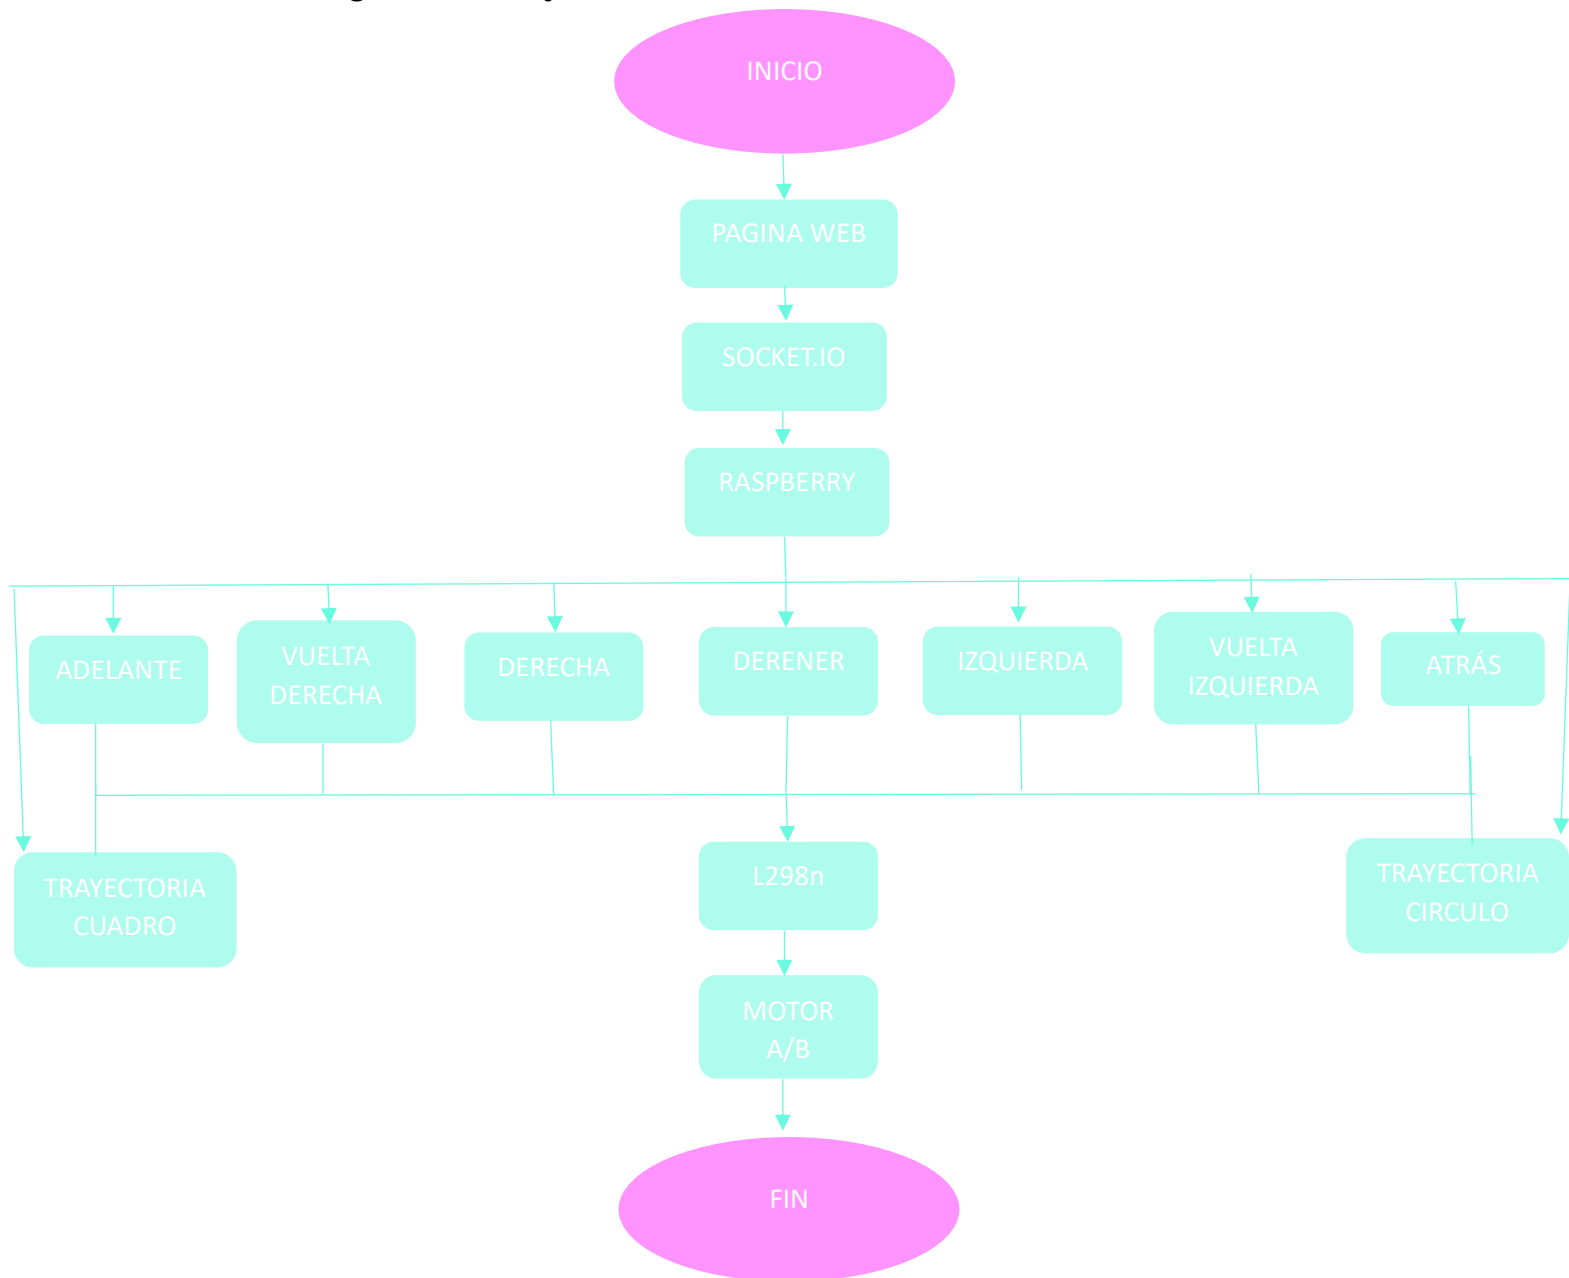 INICIO
PAGINA WEB
SOCKET.IO
RASPBERRY
ADELANTE
VUELTA
DERECHA
DERECHA
DERENER
IZQUIERDA
VUELTA
IZQUIERDA
ATRÁS
TRAYECTORIA
CUADRO
L298n
TRAYECTORIA
CIRCULO
MOTOR
A/B
FIN